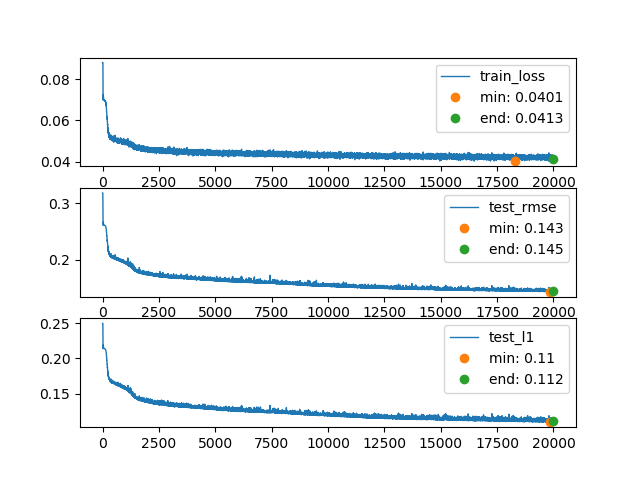 0.08
0.06
0.04
train_loss
min: 0.0401
end: 0.0413
0 2500 5000 7500 10000 12500 15000 17500 20000
0.3
0.2
test_rmse
min: 0.143
end: 0.145
0 2500 5000 7500 10000 12500 15000 17500 20000
0.25
0.20
0.15
test_l1
min: 0.11
end: 0.112
0 2500 5000 7500 10000 12500 15000 17500 20000